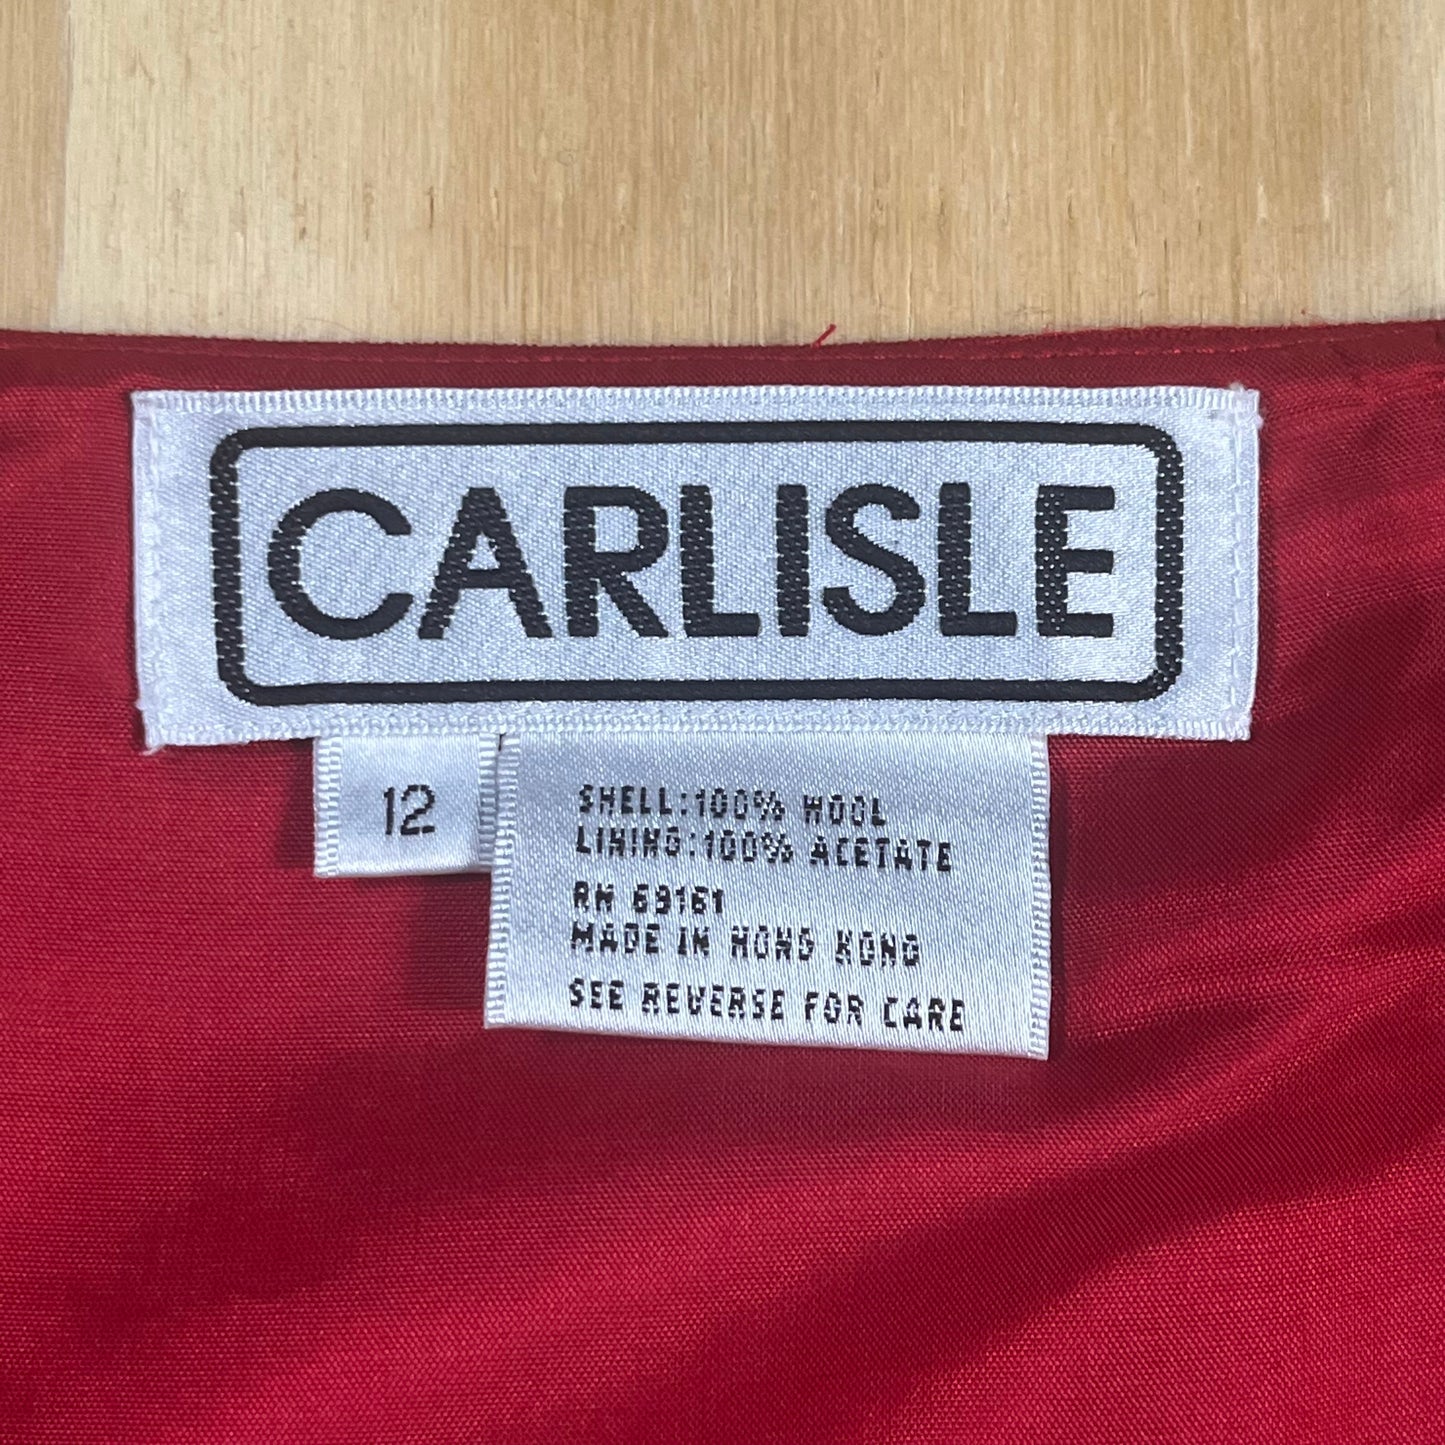 CARLISLE
12
SHELL:100% WOOL
LINING:100% ACETATE
RN 69161
MADE IN HONG KONG
SEE REVERSE FOR CARE